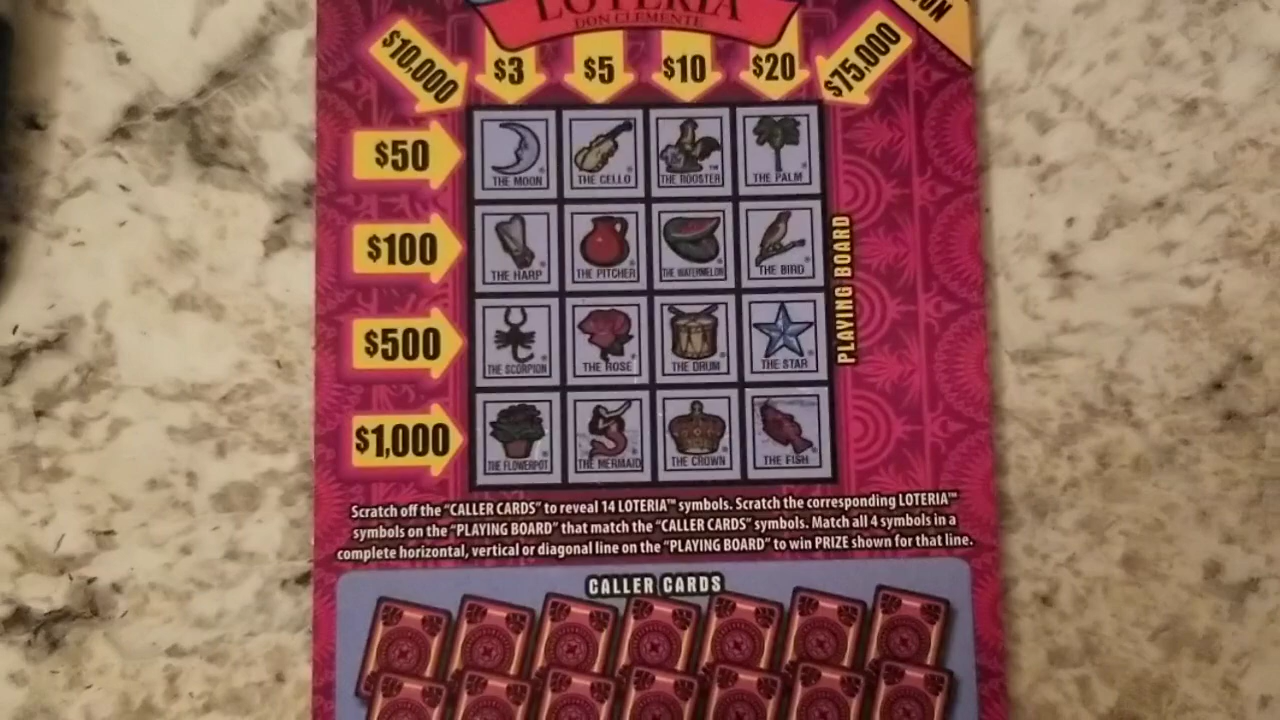 LOTERIA
DON CLEMENTE
$10,000 $3 $5 $10 $20 $75,000
$50
THE MOON THE CELLO THE ROOSTER™ THE PALM
$100
THE HARP THE PITCHER THE WATERMELON THE BIRD
PLAYING BOARD
$500
THE SCORPION THE ROSE THE DRUM THE STAR
$1,000
THE FLOWERPOT THE MERMAID THE CROWN THE FISH
Scratch off the "CALLER CARDS" to reveal 14 LOTERIA™ symbols. Scratch the corresponding LOTERIA™
symbols on the "PLAYING BOARD" that match the "CALLER CARDS" symbols. Match all 4 symbols in a
complete horizontal, vertical or diagonal line on the "PLAYING BOARD" to win PRIZE shown for that line.
CALLER CARDS